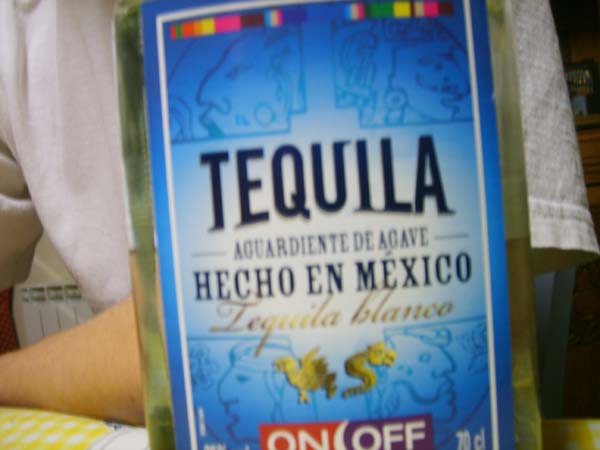 TEQUILA
AGUARDIENTE DE AGAVE
HECHO EN MÉXICO
Tequila blanco
ON OFF
70 cl